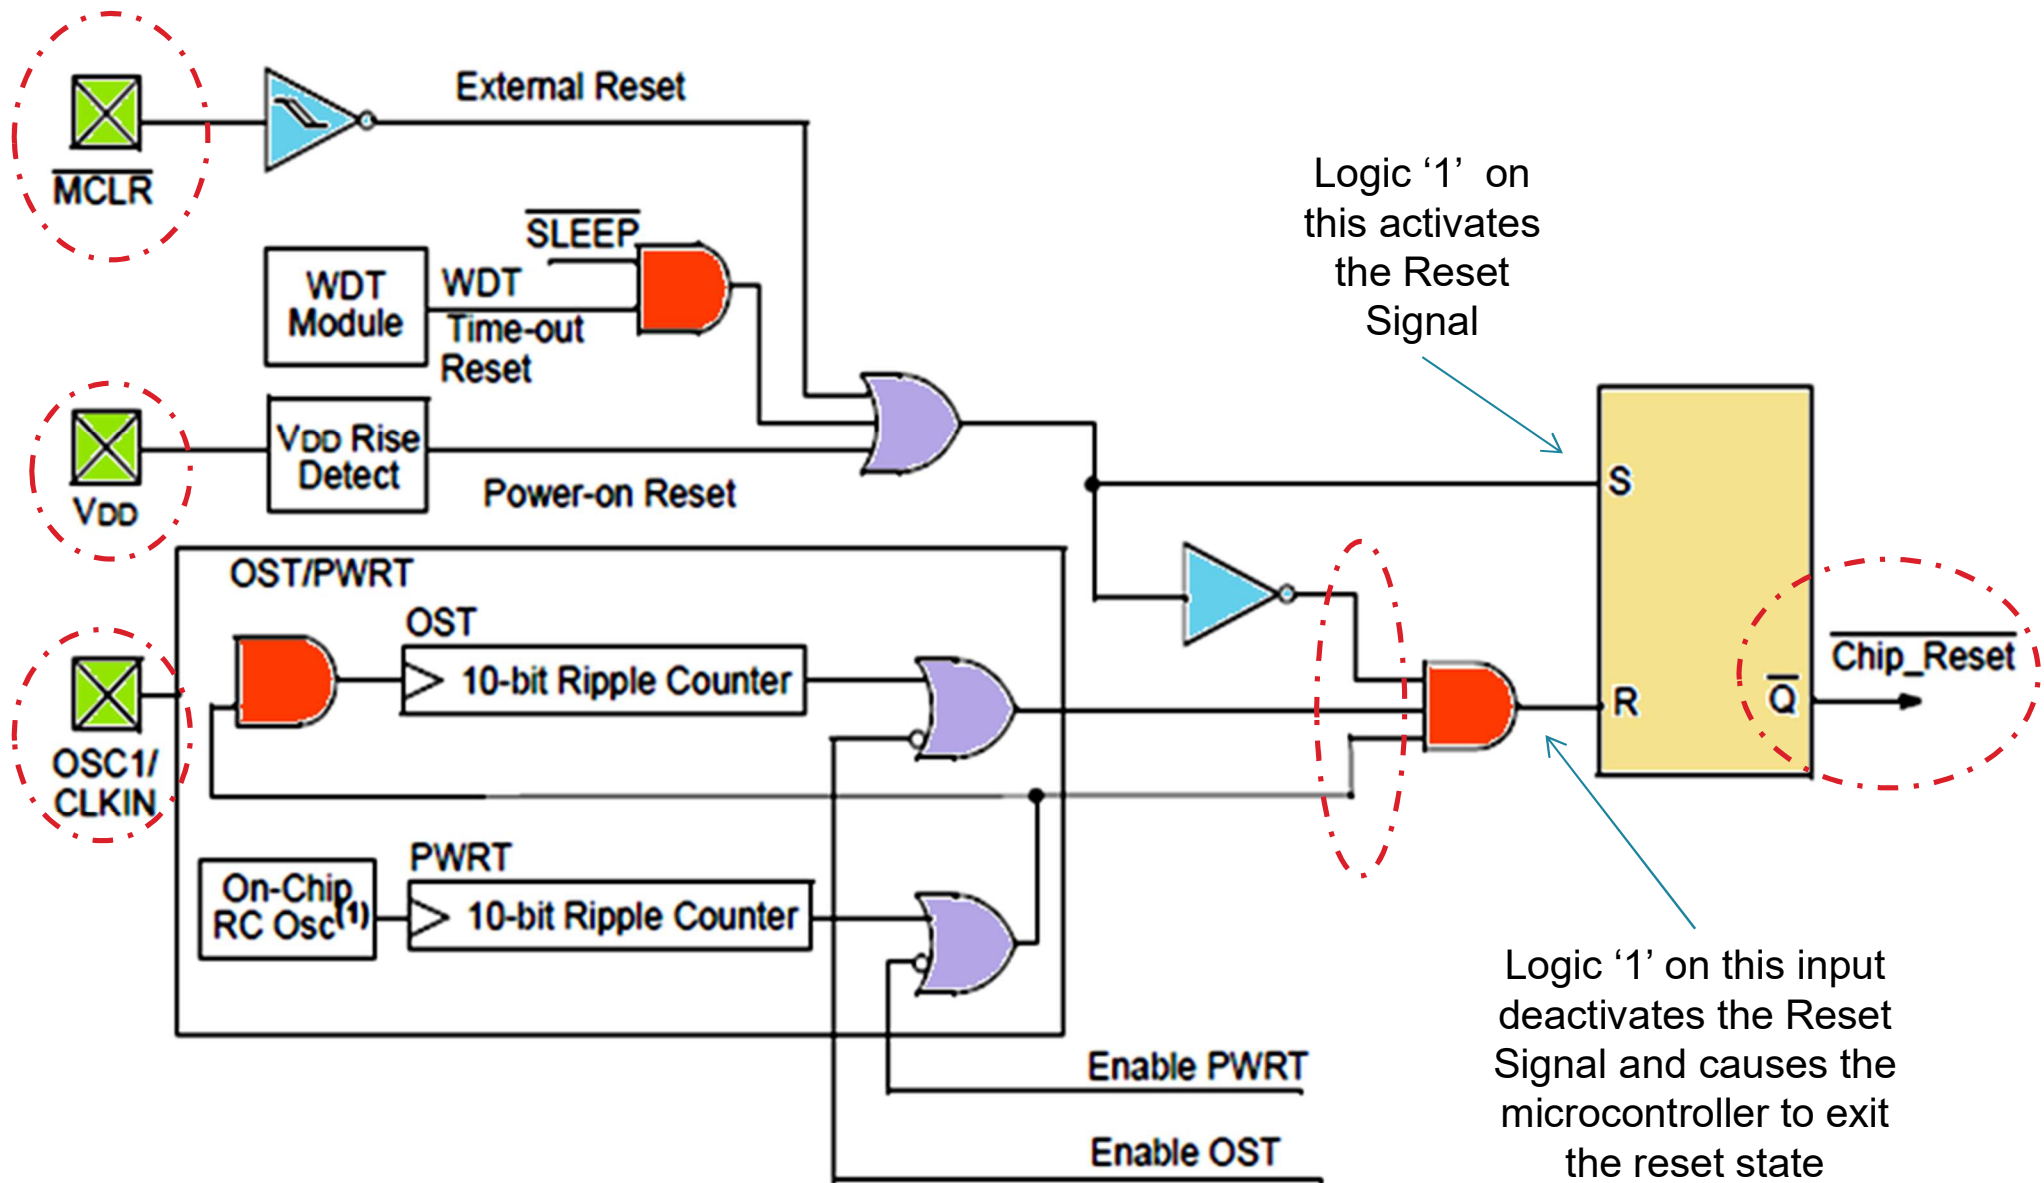 External Reset
MCLR
Logic ‘1’ on
this activates
the Reset
Signal
SLEEP
WDT
Module
WDT
Time-out
Reset
VDD Rise
Detect
VDD
Power-on Reset
S
OST/PWRT
OST
10-bit Ripple Counter
OSC1/
CLKIN
R
Q
Chip_Reset
PWRT
On-Chip
RC Osc(1)
10-bit Ripple Counter
Enable PWRT
Enable OST
Logic ‘1’ on this input
deactivates the Reset
Signal and causes the
microcontroller to exit
the reset state